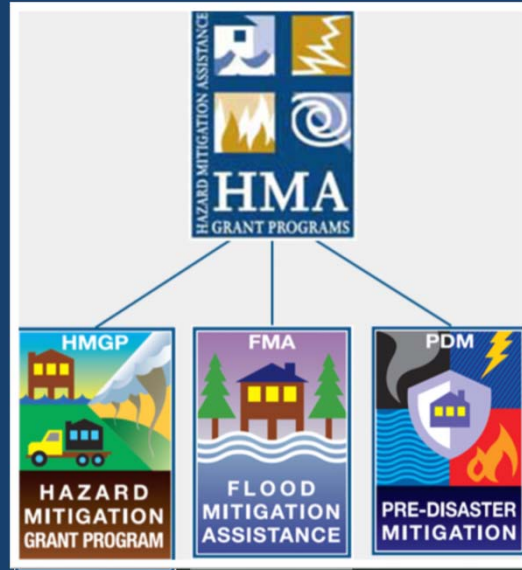 HAZARD MITIGATION ASSISTANCE
HMA
GRANT PROGRAMS
HMGP
HAZARD
MITIGATION
GRANT PROGRAM
FMA
FLOOD
MITIGATION
ASSISTANCE
PDM
PRE-DISASTER
MITIGATION